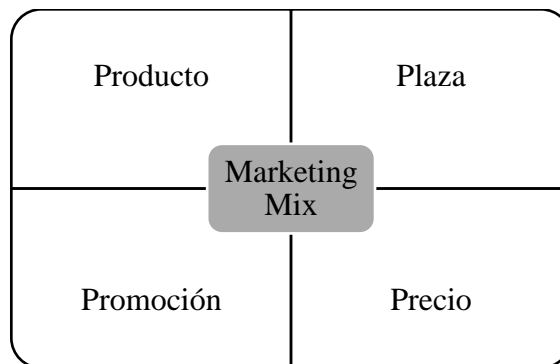 Producto
Plaza
Marketing
Mix
Promoción
Precio